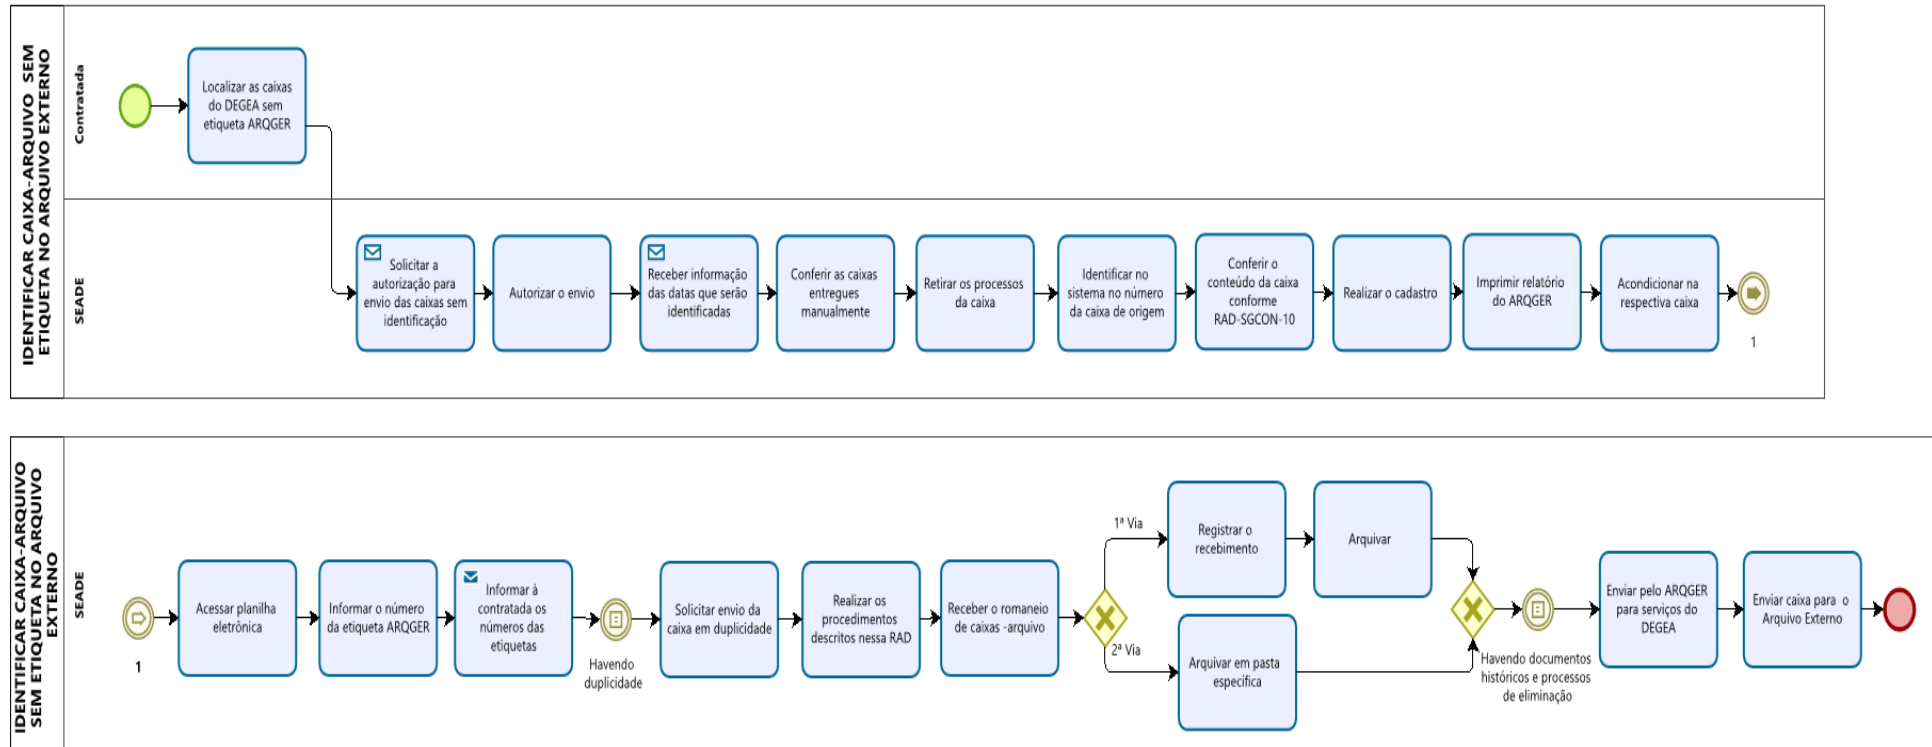 IDENTIFICAR CAIXA-ARQUIVO SEM
ETIQUETA NO ARQUIVO EXTERNO
Contratada
Localizar as caixas
do DEGEA sem
etiqueta ARQGER
SEADE
Solicitar a
autorização para
envio das caixas sem
identificação
Autorizar o envio
Receber informação
das datas que serão
identificadas
Conferir as caixas
entregues
manualmente
Retirar os processos
da caixa
Identificar no
sistema no número
da caixa de origem
Conferir o
conteúdo da caixa
conforme
RAD-SGCON-10
Realizar o cadastro
Imprimir relatório
do ARQGER
Acondicionar na
respectiva caixa
1
IDENTIFICAR CAIXA-ARQUIVO
SEM ETIQUETA NO ARQUIVO
EXTERNO
SEADE
1
Acessar planilha
eletrônica
Informar o número
da etiqueta ARQGER
Informar à
contratada os
números das
etiquetas
Havendo
duplicidade
Solicitar envio da
caixa em duplicidade
Realizar os
procedimentos
descritos nessa RAD
Receber o romaneio
de caixas -arquivo
1ª Via
Registrar o
recebimento
Arquivar
2ª Via
Arquivar em pasta
específica
Havendo documentos
históricos e processos
de eliminação
Enviar pelo ARQGER
para serviços do
DEGEA
Enviar caixa para o
Arquivo Externo